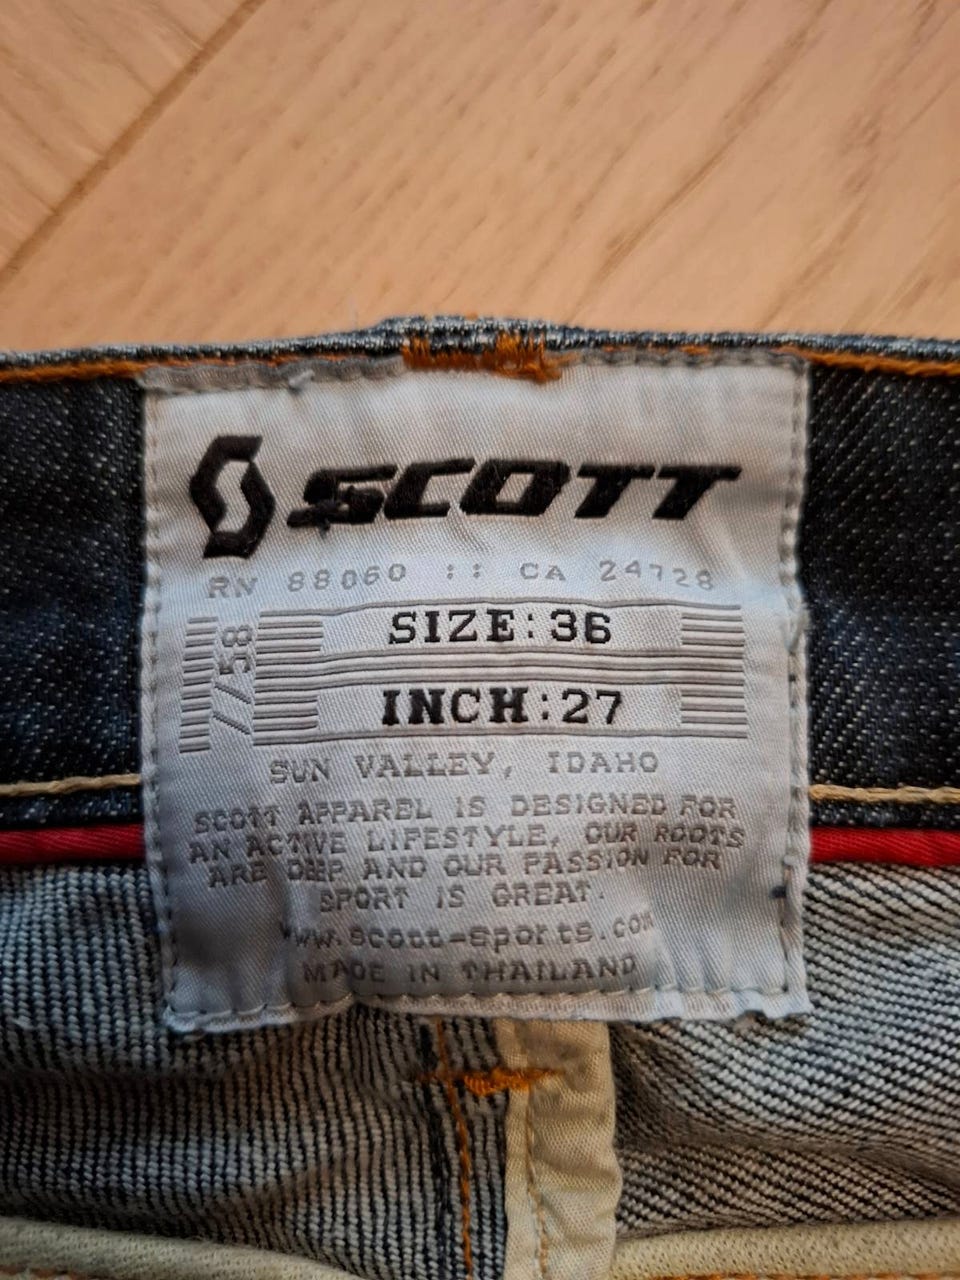 SCOTT
RN 88060 :: CA 24728
//58
SIZE:36
INCH:27
SUN VALLEY, IDAHO
SCOTT APPAREL IS DESIGNED FOR
AN ACTIVE LIFESTYLE, OUR ROOTS
ARE DEEP AND OUR PASSION FOR
SPORT IS GREAT.
www.scott-sports.com
MADE IN THAILAND